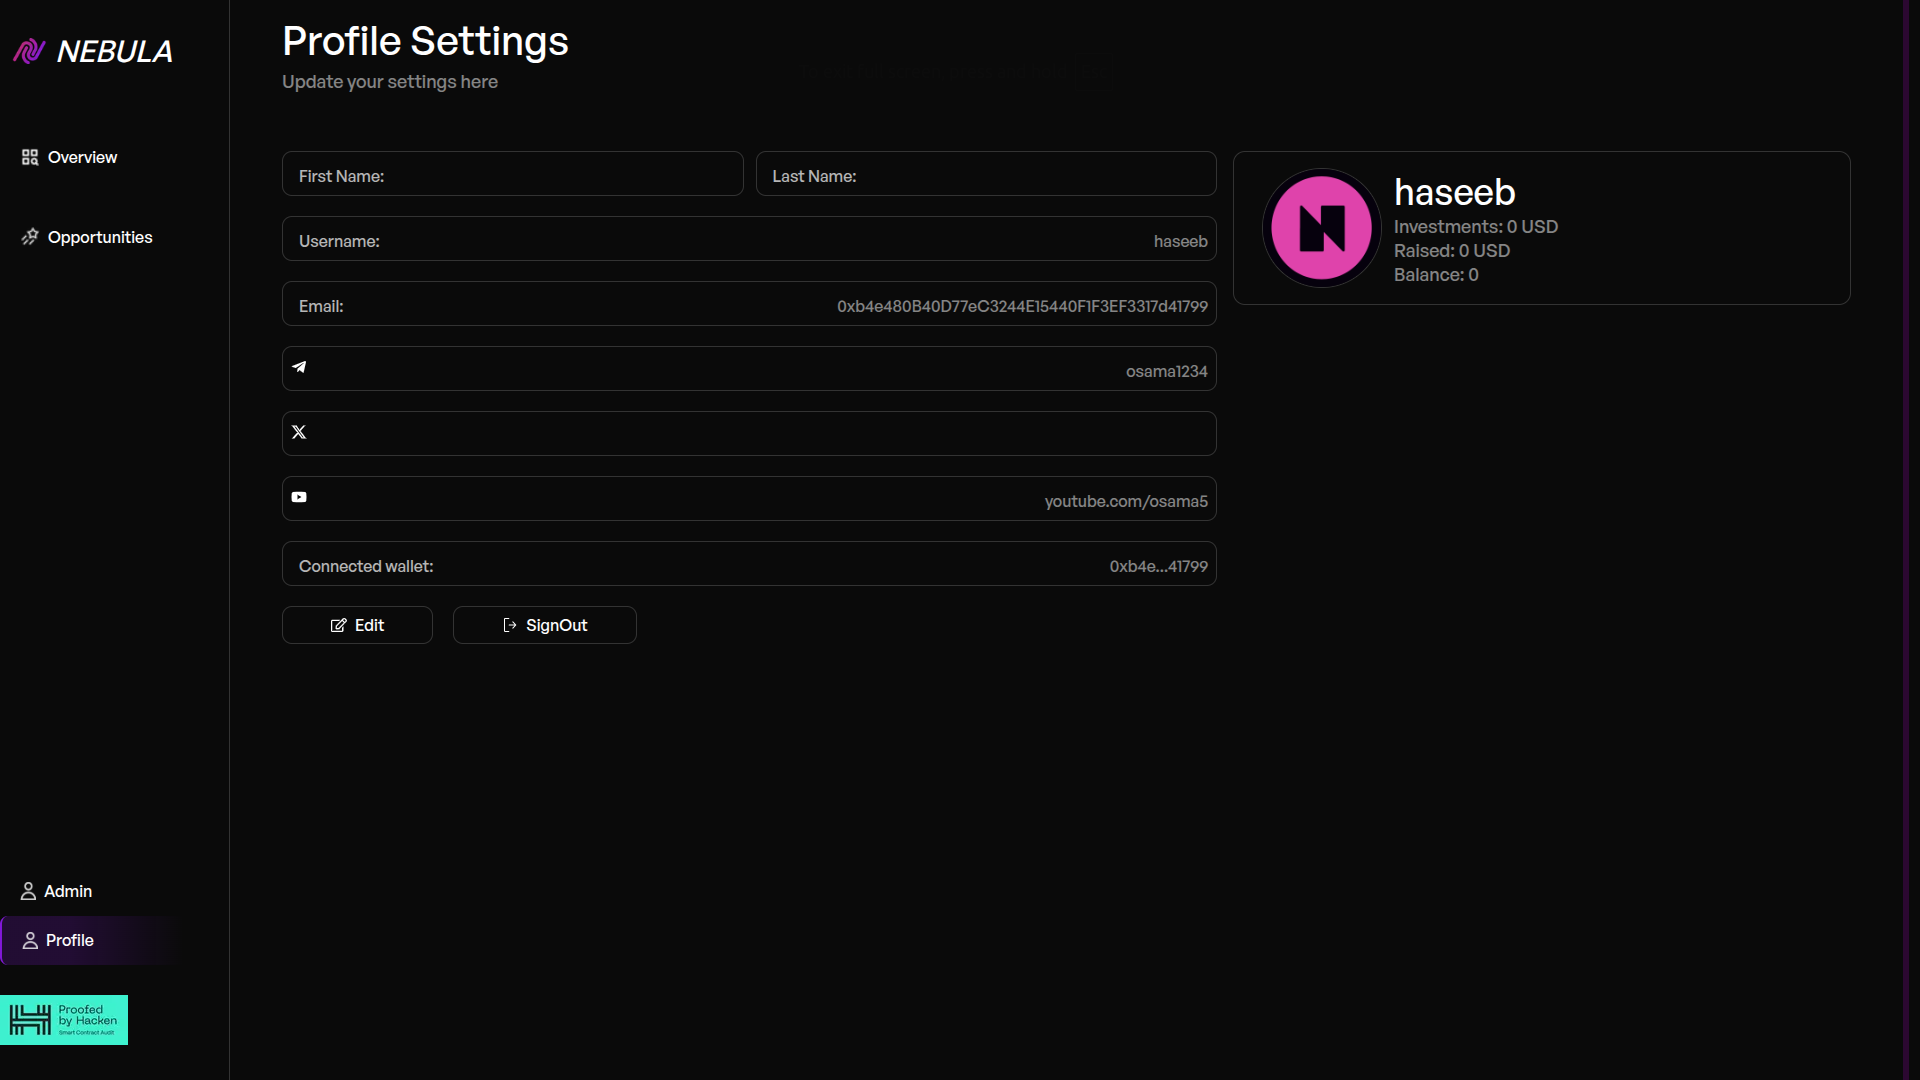 NEBULA
Overview
Opportunities
Admin
Profile
Proofed
by Hacken
Smart Contract Audit
Profile Settings
Update your settings here
First Name:
Last Name:
Username: haseeb
Email: 0xb4e480B40D77eC3244E15440F1F3EF3317d41799
osama1234
youtube.com/osama5
Connected wallet: 0xb4e...41799
Edit
SignOut
haseeb
Investments: 0 USD
Raised: 0 USD
Balance: 0